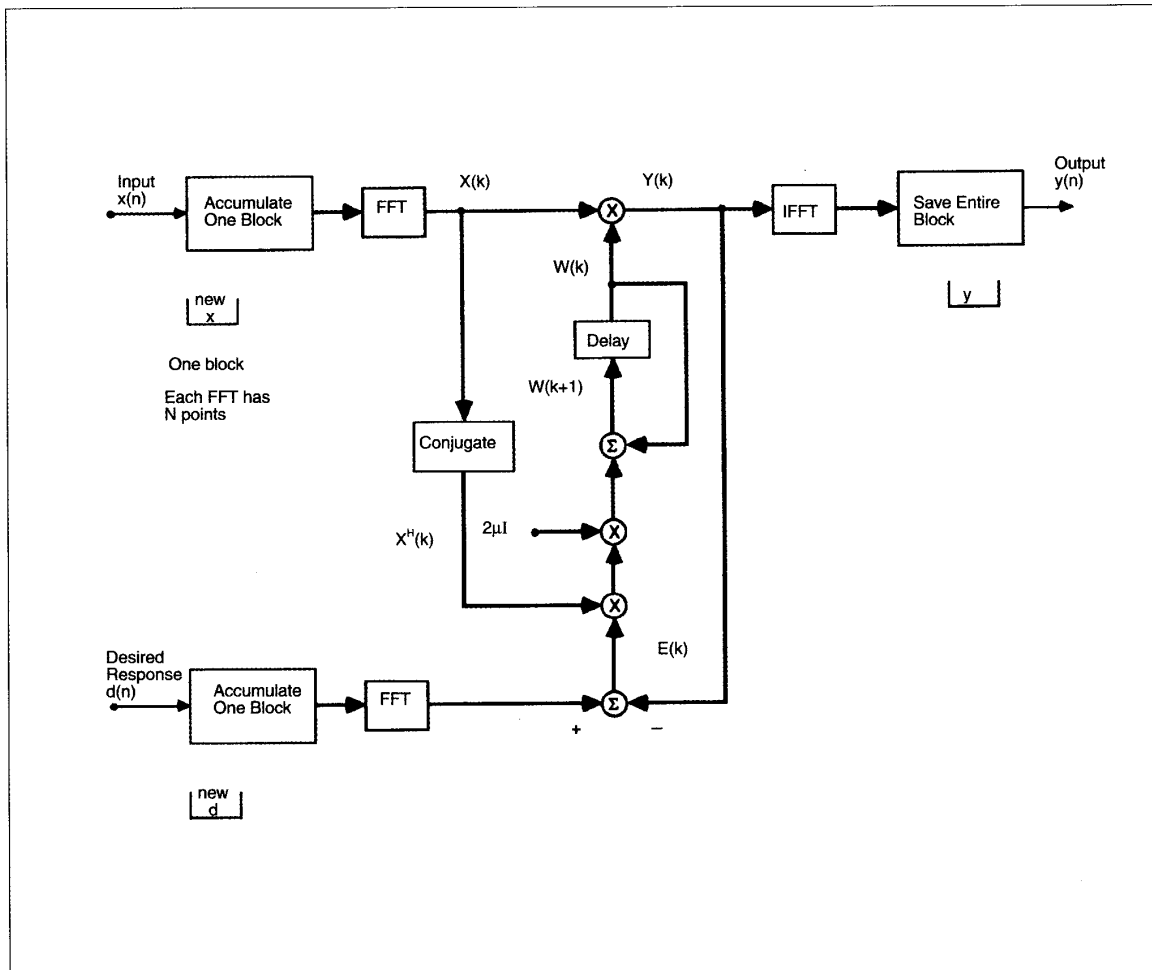 Input
x(n)
Accumulate
One Block
FFT
X(k)
X
Y(k)
IFFT
Save Entire
Block
Output
y(n)
new
x
One block
Each FFT has
N points
W(k)
y
Delay
W(k+1)
Conjugate
Σ
2μI
X
X^H(k)
X
E(k)
Desired
Response
d(n)
Accumulate
One Block
FFT
Σ
+
−
new
d